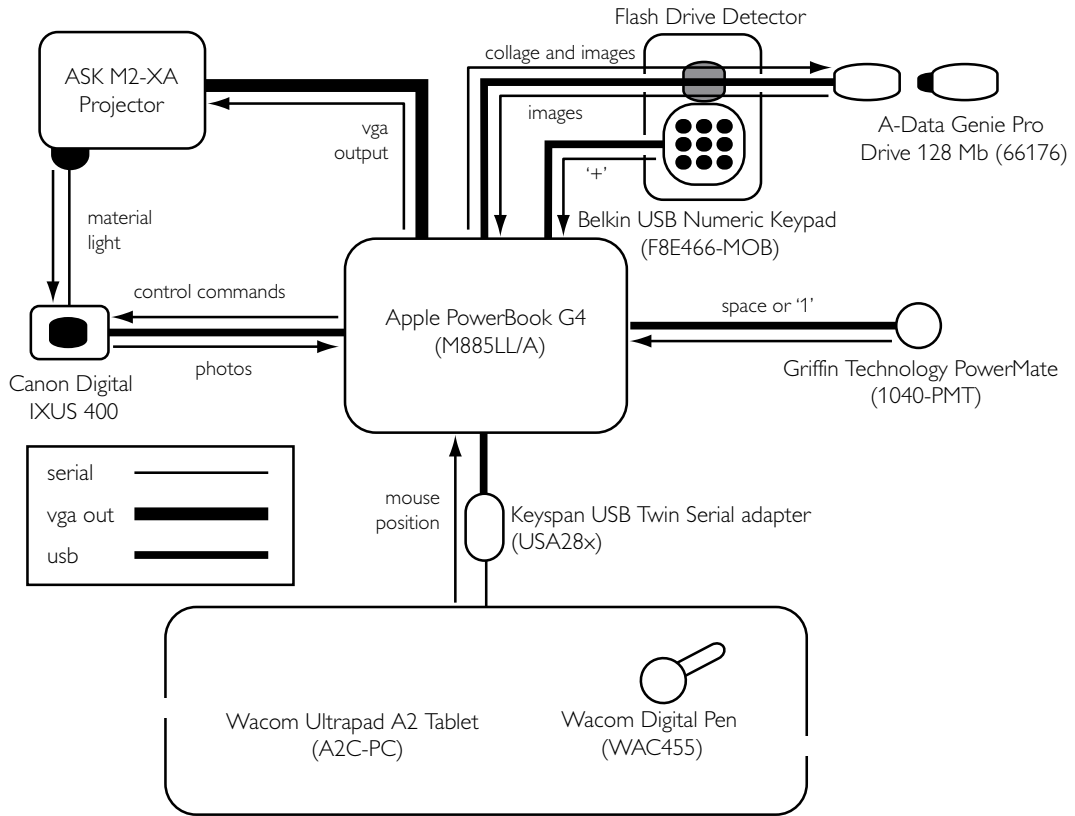 Flash Drive Detector
ASK M2-XA
Projector
collage and images
images
vga
output
‘+’
A-Data Genie Pro
Drive 128 Mb (66176)
Belkin USB Numeric Keypad
(F8E466-MOB)
material
light
control commands
photos
Canon Digital
IXUS 400
Apple PowerBook G4
(M885LL/A)
space or ‘1’
Griffin Technology PowerMate
(1040-PMT)
serial
vga out
usb
mouse
position
Keyspan USB Twin Serial adapter
(USA28x)
Wacom Ultrapad A2 Tablet
(A2C-PC)
Wacom Digital Pen
(WAC455)